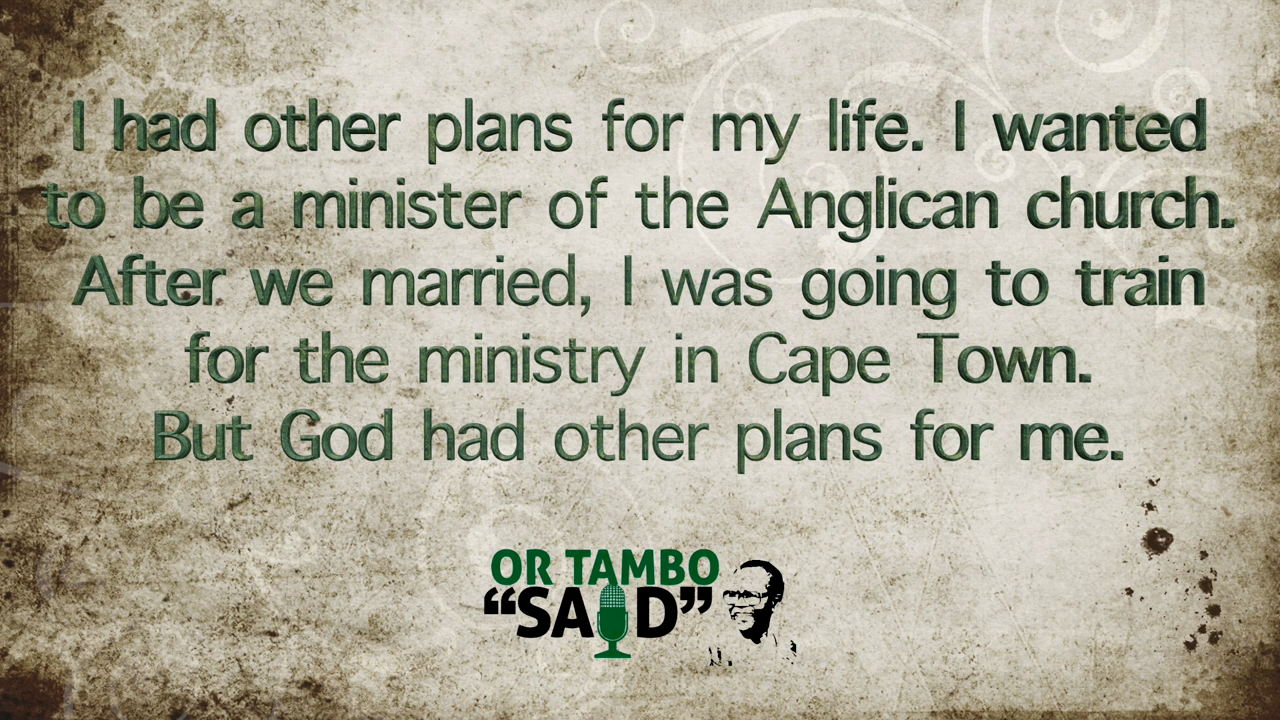 I had other plans for my life. I wanted
to be a minister of the Anglican church.
After we married, I was going to train
for the ministry in Cape Town.
But God had other plans for me.
OR TAMBO
“SAID”